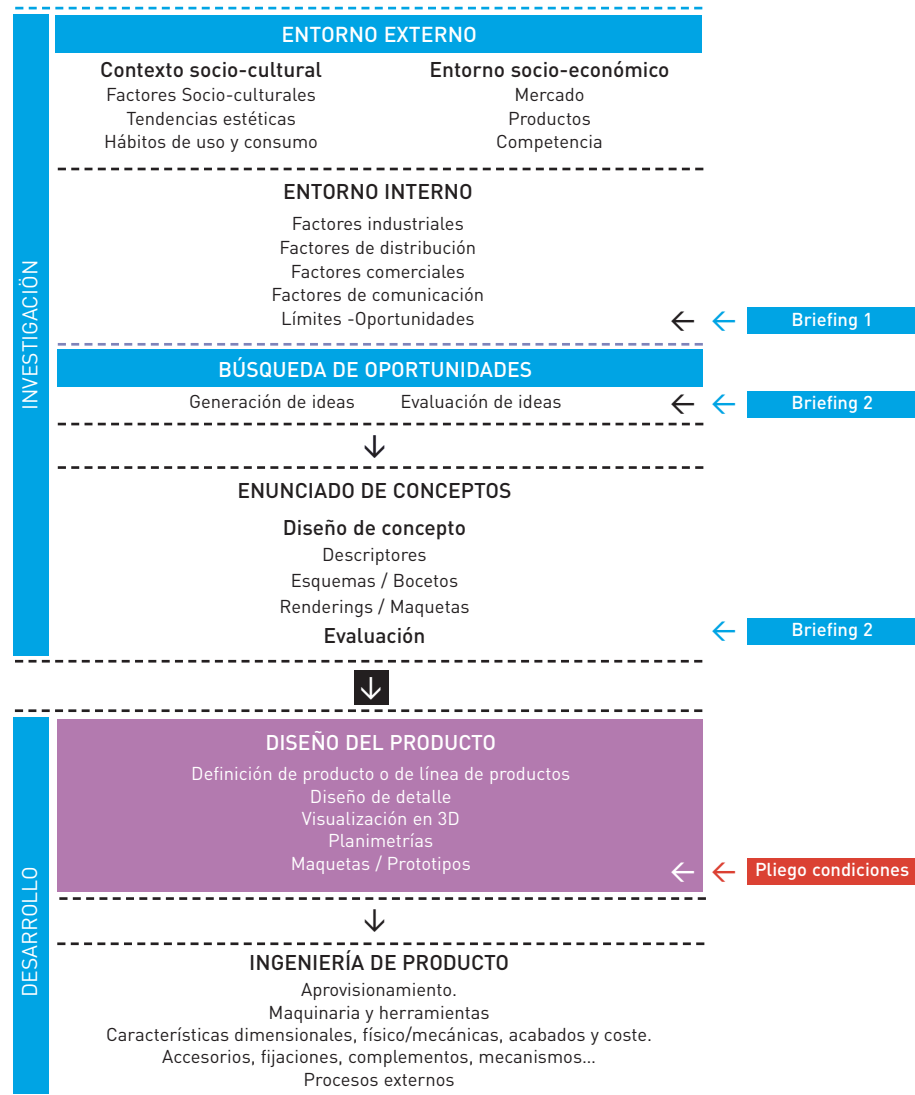 ENTORNO EXTERNO
Contexto socio-cultural
Factores Socio-culturales
Tendencias estéticas
Hábitos de uso y consumo
Entorno socio-económico
Mercado
Productos
Competencia
ENTORNO INTERNO
Factores industriales
Factores de distribución
Factores comerciales
Factores de comunicación
Límites -Oportunidades
Briefing 1
BÚSQUEDA DE OPORTUNIDADES
Generación de ideas Evaluación de ideas
Briefing 2
ENUNCIADO DE CONCEPTOS
Diseño de concepto
Descriptores
Esquemas / Bocetos
Renderings / Maquetas
Evaluación
Briefing 2
INVESTIGACIÖN
DISEÑO DEL PRODUCTO
Definición de producto o de línea de productos
Diseño de detalle
Visualización en 3D
Planimetrías
Maquetas / Prototipos
Pliego condiciones
INGENIERÍA DE PRODUCTO
Aprovisionamiento.
Maquinaria y herramientas
Características dimensionales, físico/mecánicas, acabados y coste.
Accesorios, fijaciones, complementos, mecanismos...
Procesos externos
DESARROLLO